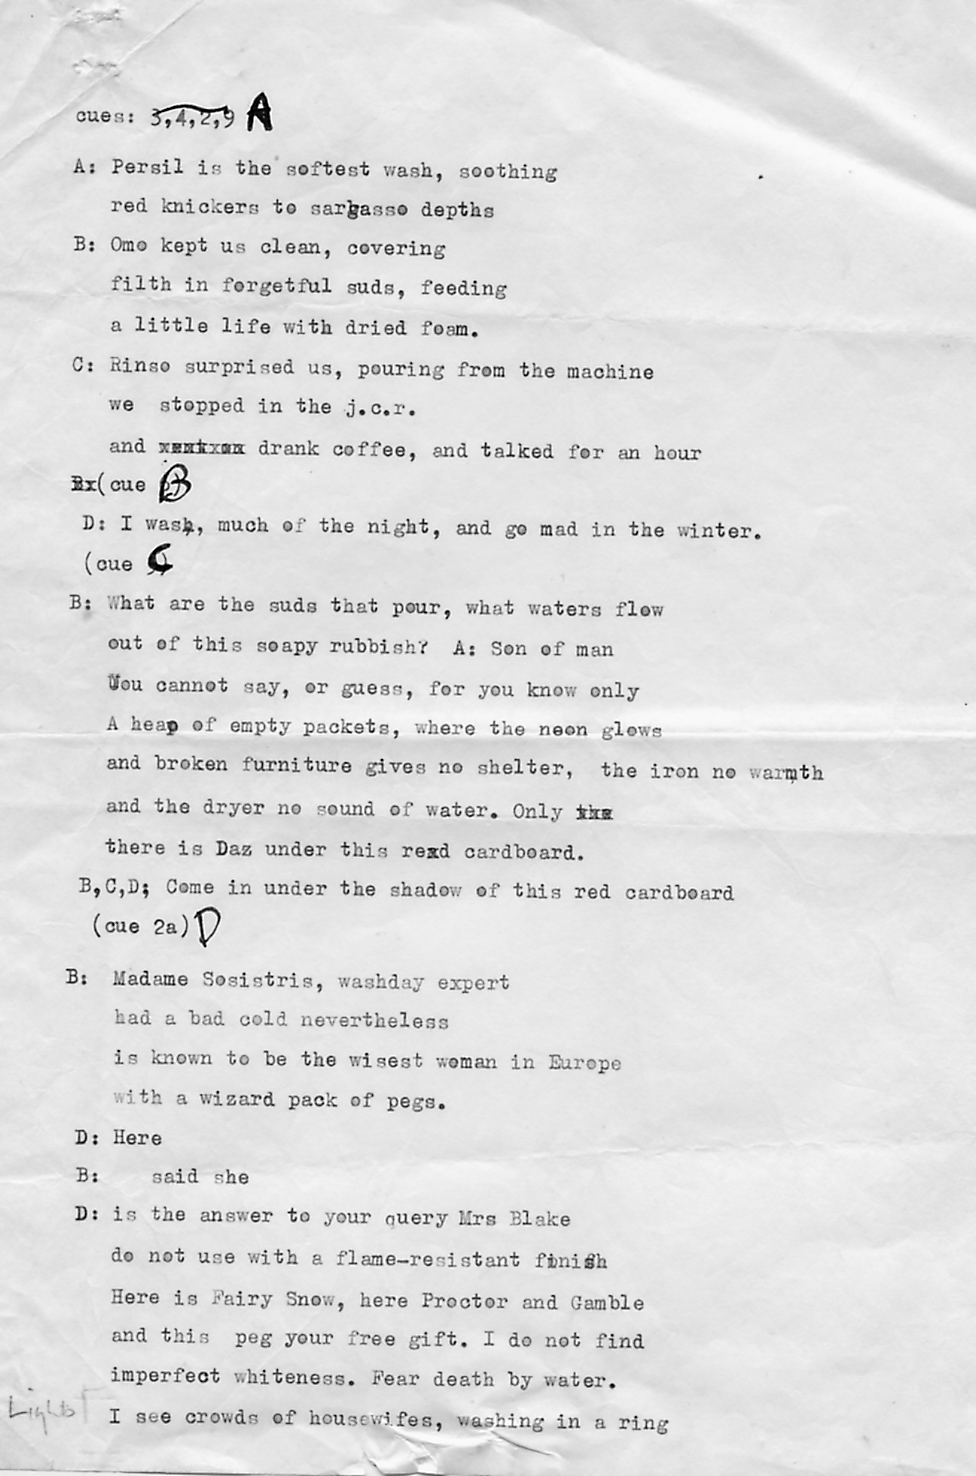 cues: 3,4,2,9 A
A: Persil is the softest wash, soothing
red knickers to sargasso depths
B: Omo kept us clean, covering
filth in forgetful suds, feeding
a little life with dried foam.
C: Rinso surprised us, pouring from the machine
we stopped in the j.c.r.
and drank coffee, and talked for an hour
(cue B
D: I wash, much of the night, and go mad in the winter.
(cue C
B: What are the suds that pour, what waters flow
out of this soapy rubbish? A: Son of man
You cannot say, or guess, for you know only
A heap of empty packets, where the neon glows
and broken furniture gives no shelter, the iron no warmth
and the dryer no sound of water. Only
there is Daz under this red cardboard.
B,C,D; Come in under the shadow of this red cardboard
(cue 2a) D
B: Madame Sosistris, washday expert
had a bad cold nevertheless
is known to be the wisest woman in Europe
with a wizard pack of pegs.
D: Here
B: said she
D: is the answer to your query Mrs Blake
do not use with a flame-resistant finish
Here is Fairy Snow, here Proctor and Gamble
and this peg your free gift. I do not find
imperfect whiteness. Fear death by water.
Lights I see crowds of housewifes, washing in a ring